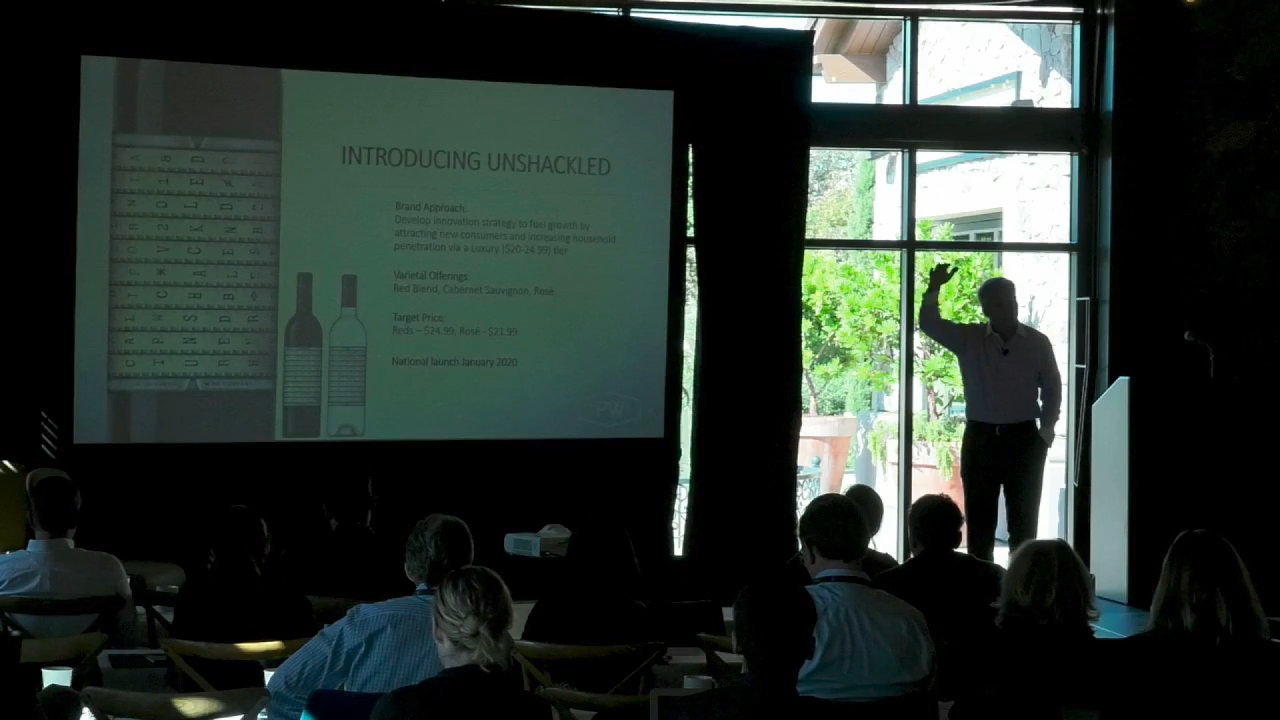 INTRODUCING UNSHACKLED
Brand Approach:
Develop innovation strategy to fuel growth by
attracting new consumers and increasing household
penetration via a Luxury ($20-24.99) tier
Varietal Offerings:
Red Blend, Cabernet Sauvignon, Rosé
Target Price:
Reds – $24.99, Rosé - $21.99
National launch January 2020
UNSHACKLED